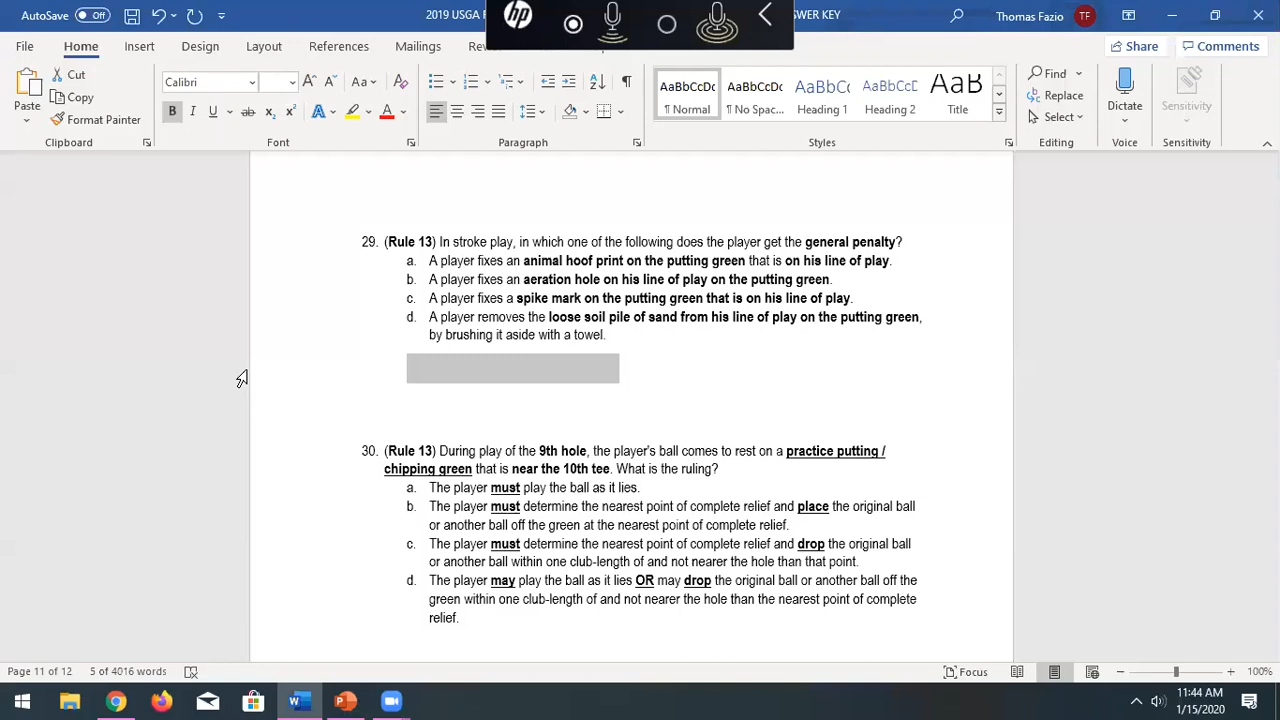 AutoSave Off 2019 USGA SWER KEY Thomas Fazio TF
hp
File Home Insert Design Layout References Mailings Share Comments
Paste Cut Copy Format Painter
Calibri Aa
AaBbCcDc AaBbCcDc AaBbCc AaBbCcD AaB
¶ Normal ¶ No Spac... Heading 1 Heading 2 Title
Find Replace Select
Dictate Sensitivity
Clipboard Font Paragraph Styles Editing Voice Sensitivity
29. (Rule 13) In stroke play, in which one of the following does the player get the general penalty?
a. A player fixes an animal hoof print on the putting green that is on his line of play.
b. A player fixes an aeration hole on his line of play on the putting green.
c. A player fixes a spike mark on the putting green that is on his line of play.
d. A player removes the loose soil pile of sand from his line of play on the putting green,
by brushing it aside with a towel.
30. (Rule 13) During play of the 9th hole, the player's ball comes to rest on a practice putting /
chipping green that is near the 10th tee. What is the ruling?
a. The player must play the ball as it lies.
b. The player must determine the nearest point of complete relief and place the original ball
or another ball off the green at the nearest point of complete relief.
c. The player must determine the nearest point of complete relief and drop the original ball
or another ball within one club-length of and not nearer the hole than that point.
d. The player may play the ball as it lies OR may drop the original ball or another ball off the
green within one club-length of and not nearer the hole than the nearest point of complete
relief.
Page 11 of 12 5 of 4016 words Focus 100%
11:44 AM
1/15/2020